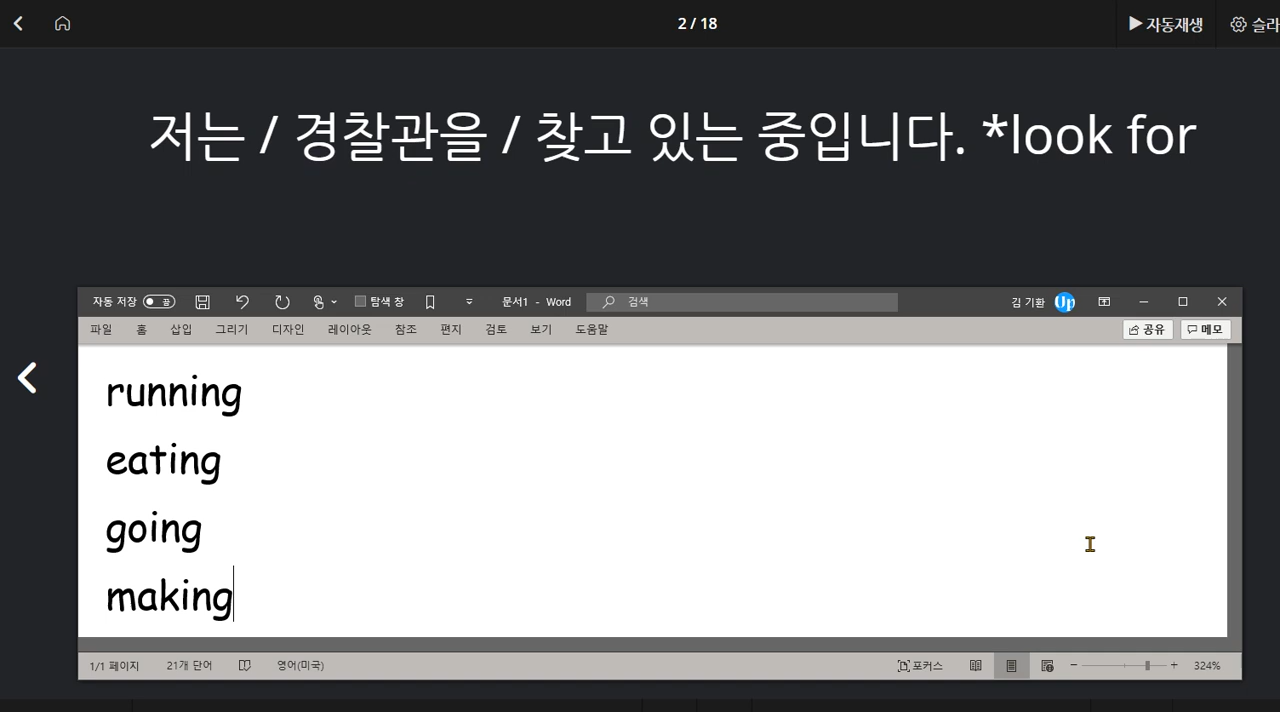 2 / 18
자동재생
슬라
저는 / 경찰관을 / 찾고 있는 중입니다. *look for
자동 저장 끔 탐색 창 문서1 - Word 검색 김 기환 Up
파일 홈 삽입 그리기 디자인 레이아웃 참조 편지 검토 보기 도움말 공유 메모
running
eating
going
making
1/1 페이지 21개 단어 영어(미국) 포커스 324%